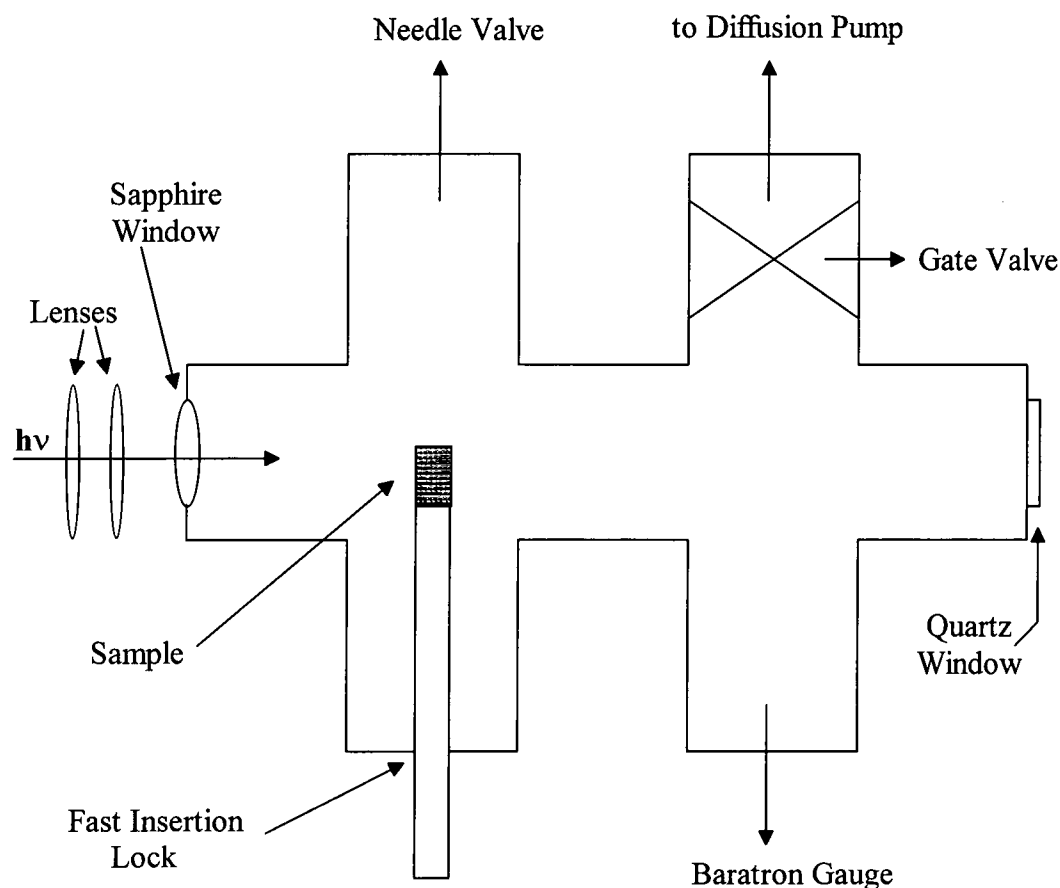 Needle Valve
to Diffusion Pump
Sapphire
Window
Gate Valve
Lenses
hν
Sample
Quartz
Window
Fast Insertion
Lock
Baratron Gauge